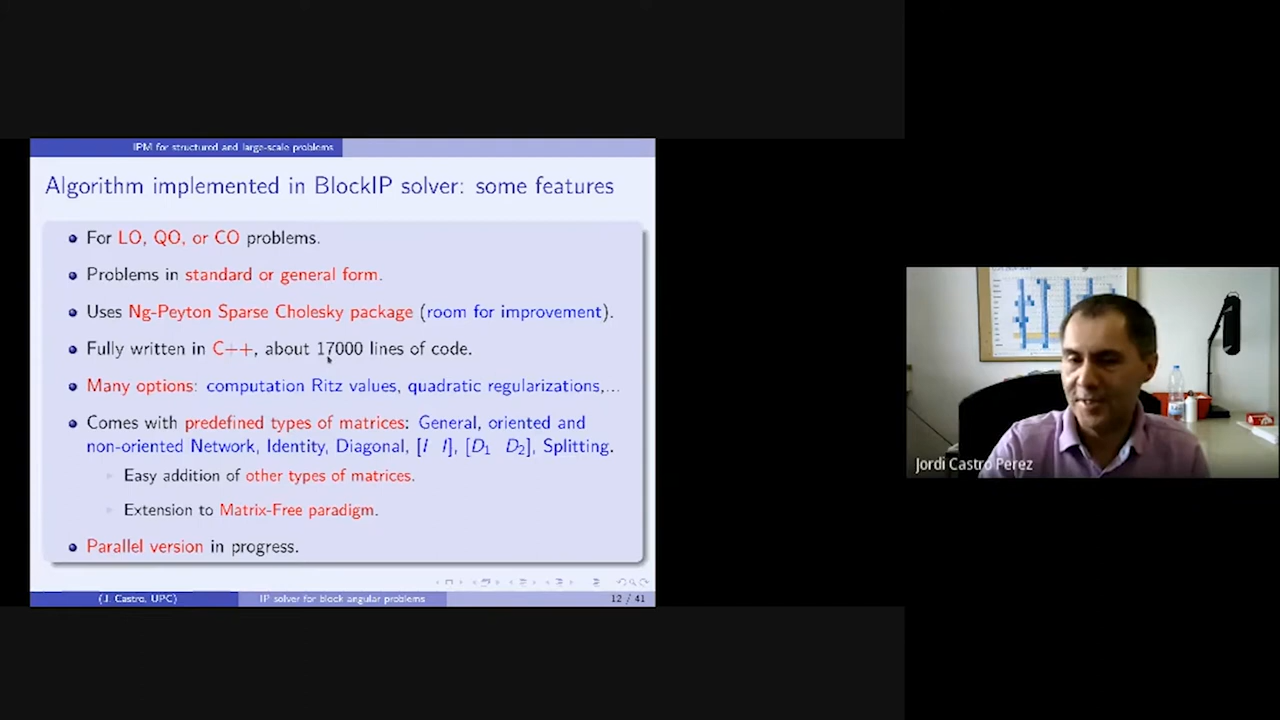 IPM for structured and large-scale problems
Algorithm implemented in BlockIP solver: some features
For LO, QO, or CO problems.
Problems in standard or general form.
Uses Ng-Peyton Sparse Cholesky package (room for improvement).
Fully written in C++, about 17000 lines of code.
Many options: computation Ritz values, quadratic regularizations,...
Comes with predefined types of matrices: General, oriented and
non-oriented Network, Identity, Diagonal, [I I], [D₁ D₂], Splitting.
Easy addition of other types of matrices.
Extension to Matrix-Free paradigm.
Parallel version in progress.
(J. Castro, UPC) IP solver for block angular problems 12 / 41
Jordi Castro Perez